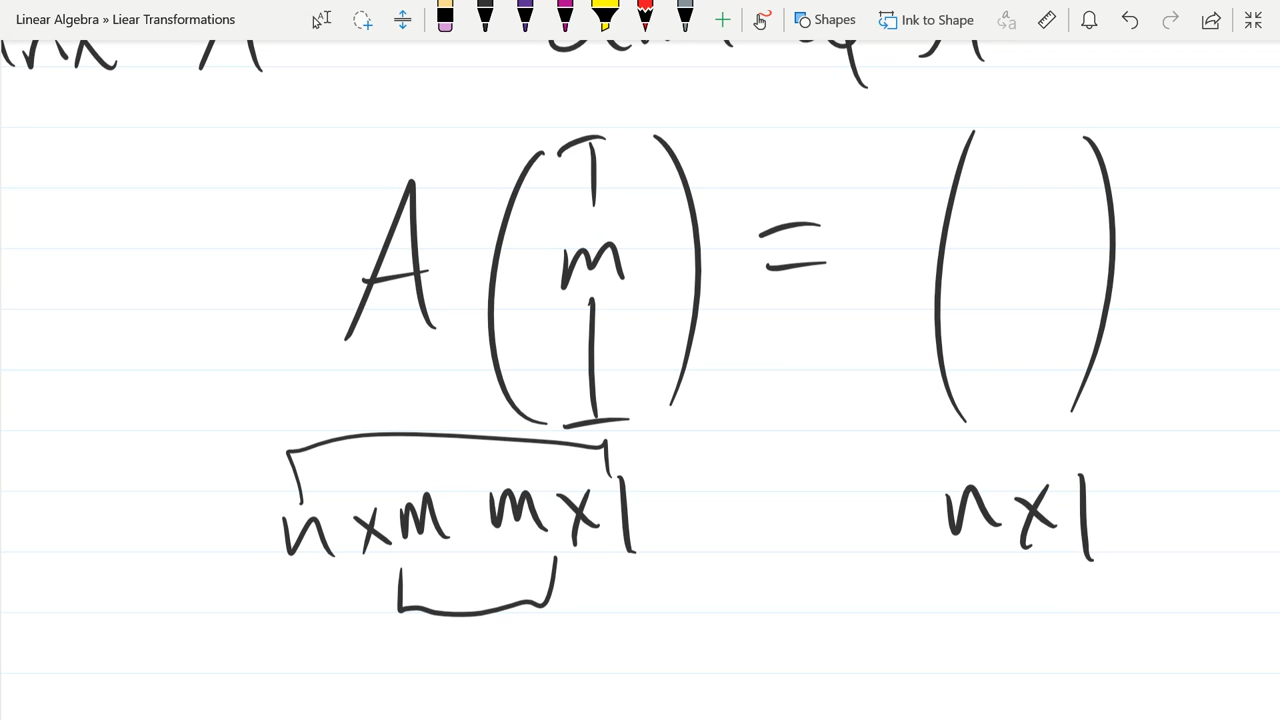 Linear Algebra » Liear Transformations
Shapes
Ink to Shape
A ( m ) = ( )
n x m m x 1 n x 1